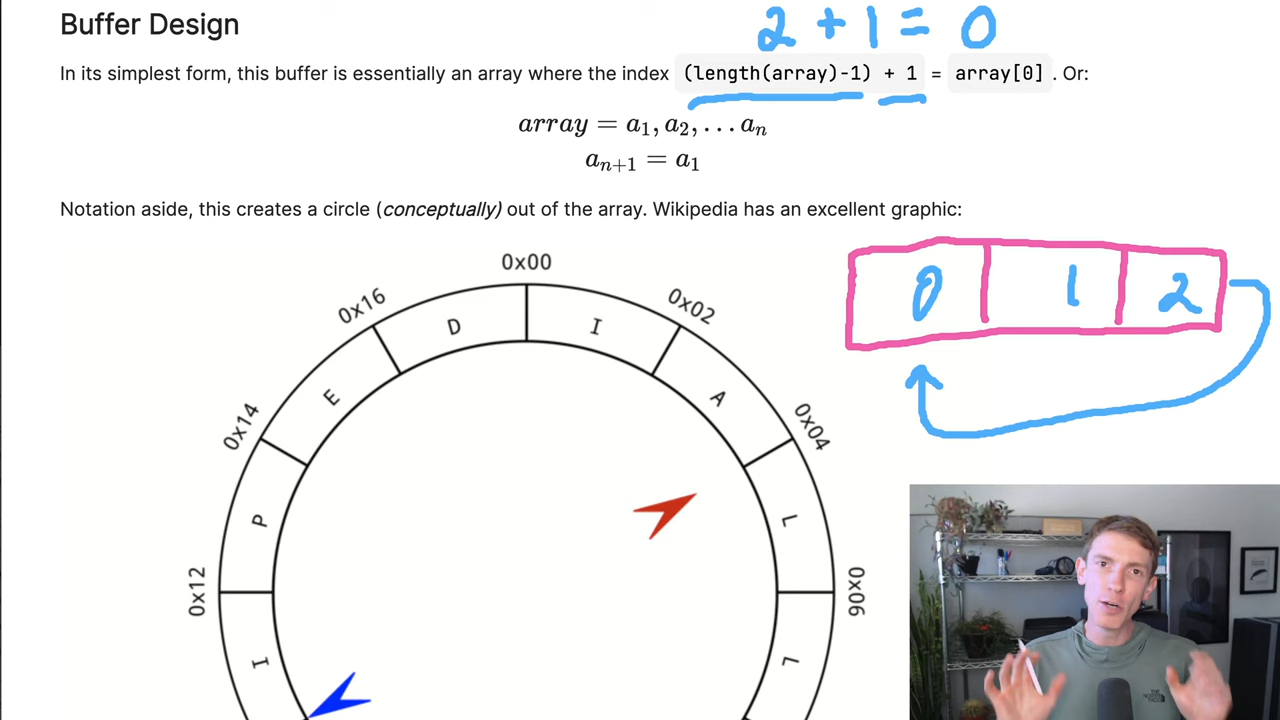 Buffer Design
2 + 1 = 0
In its simplest form, this buffer is essentially an array where the index (length(array)-1) + 1 = array[0] . Or:
array = a₁, a₂, . . . aₙ
aₙ₊₁ = a₁
Notation aside, this creates a circle (conceptually) out of the array. Wikipedia has an excellent graphic:
0x00
0x16
0x02
D
I
0 1 2
E
A
0x14
0x04
P
L
0x12
0x06
I
L
THE NORTH FACE